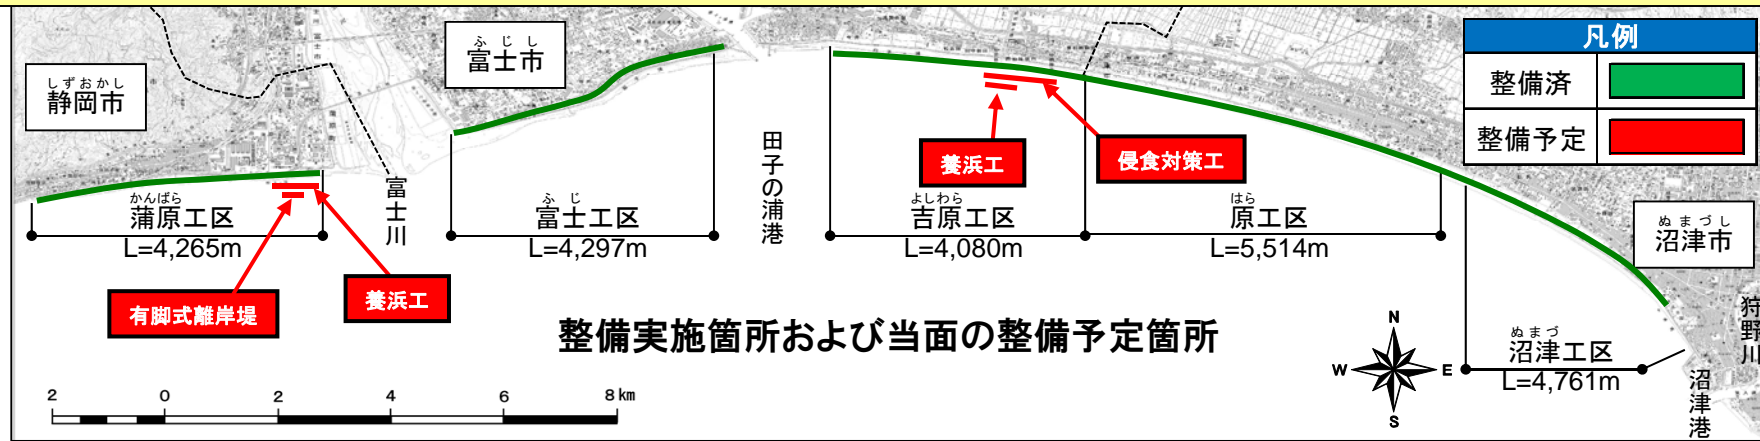 凡例
整備済
整備予定
しずおかし
静岡市
ふじし
富士市
ぬまづし
沼津市
富士川
田子の浦港
狩野川
沼津港
かんばら
蒲原工区
L=4,265m
ふじ
富士工区
L=4,297m
よしわら
吉原工区
L=4,080m
はら
原工区
L=5,514m
ぬまづ
沼津工区
L=4,761m
有脚式離岸堤
養浜工
養浜工
侵食対策工
整備実施箇所および当面の整備予定箇所
N
W
E
S
2 0 2 4 6 8 km